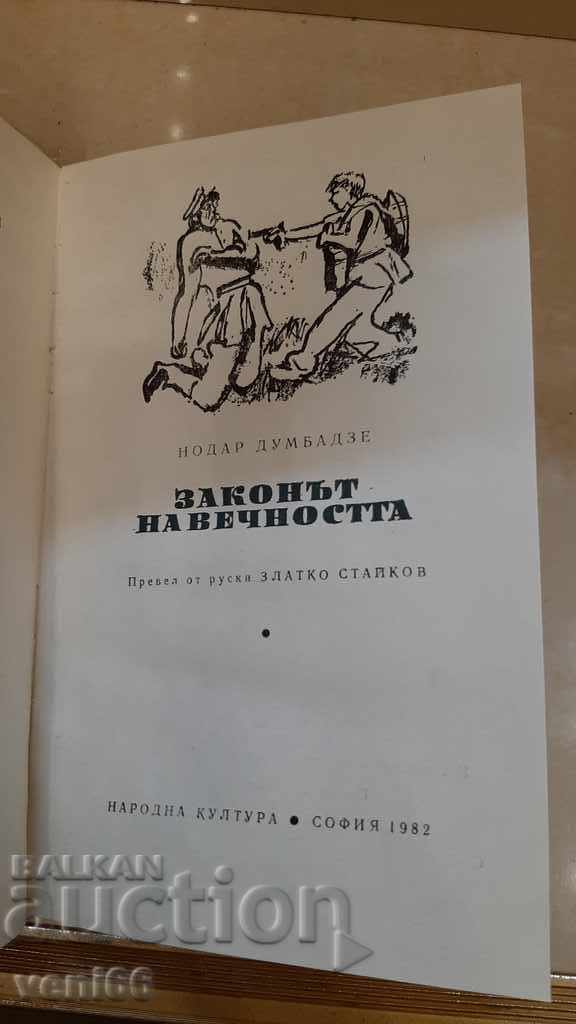 НОДАР ДУМБАДЗЕ
ЗАКОНЪТ
НА ВЕЧНОСТТА
Превел от руски ЗЛАТКО СТАЙКОВ
НАРОДНА КУЛТУРА ● СОФИЯ 1982
BALKAN
auction
veni66